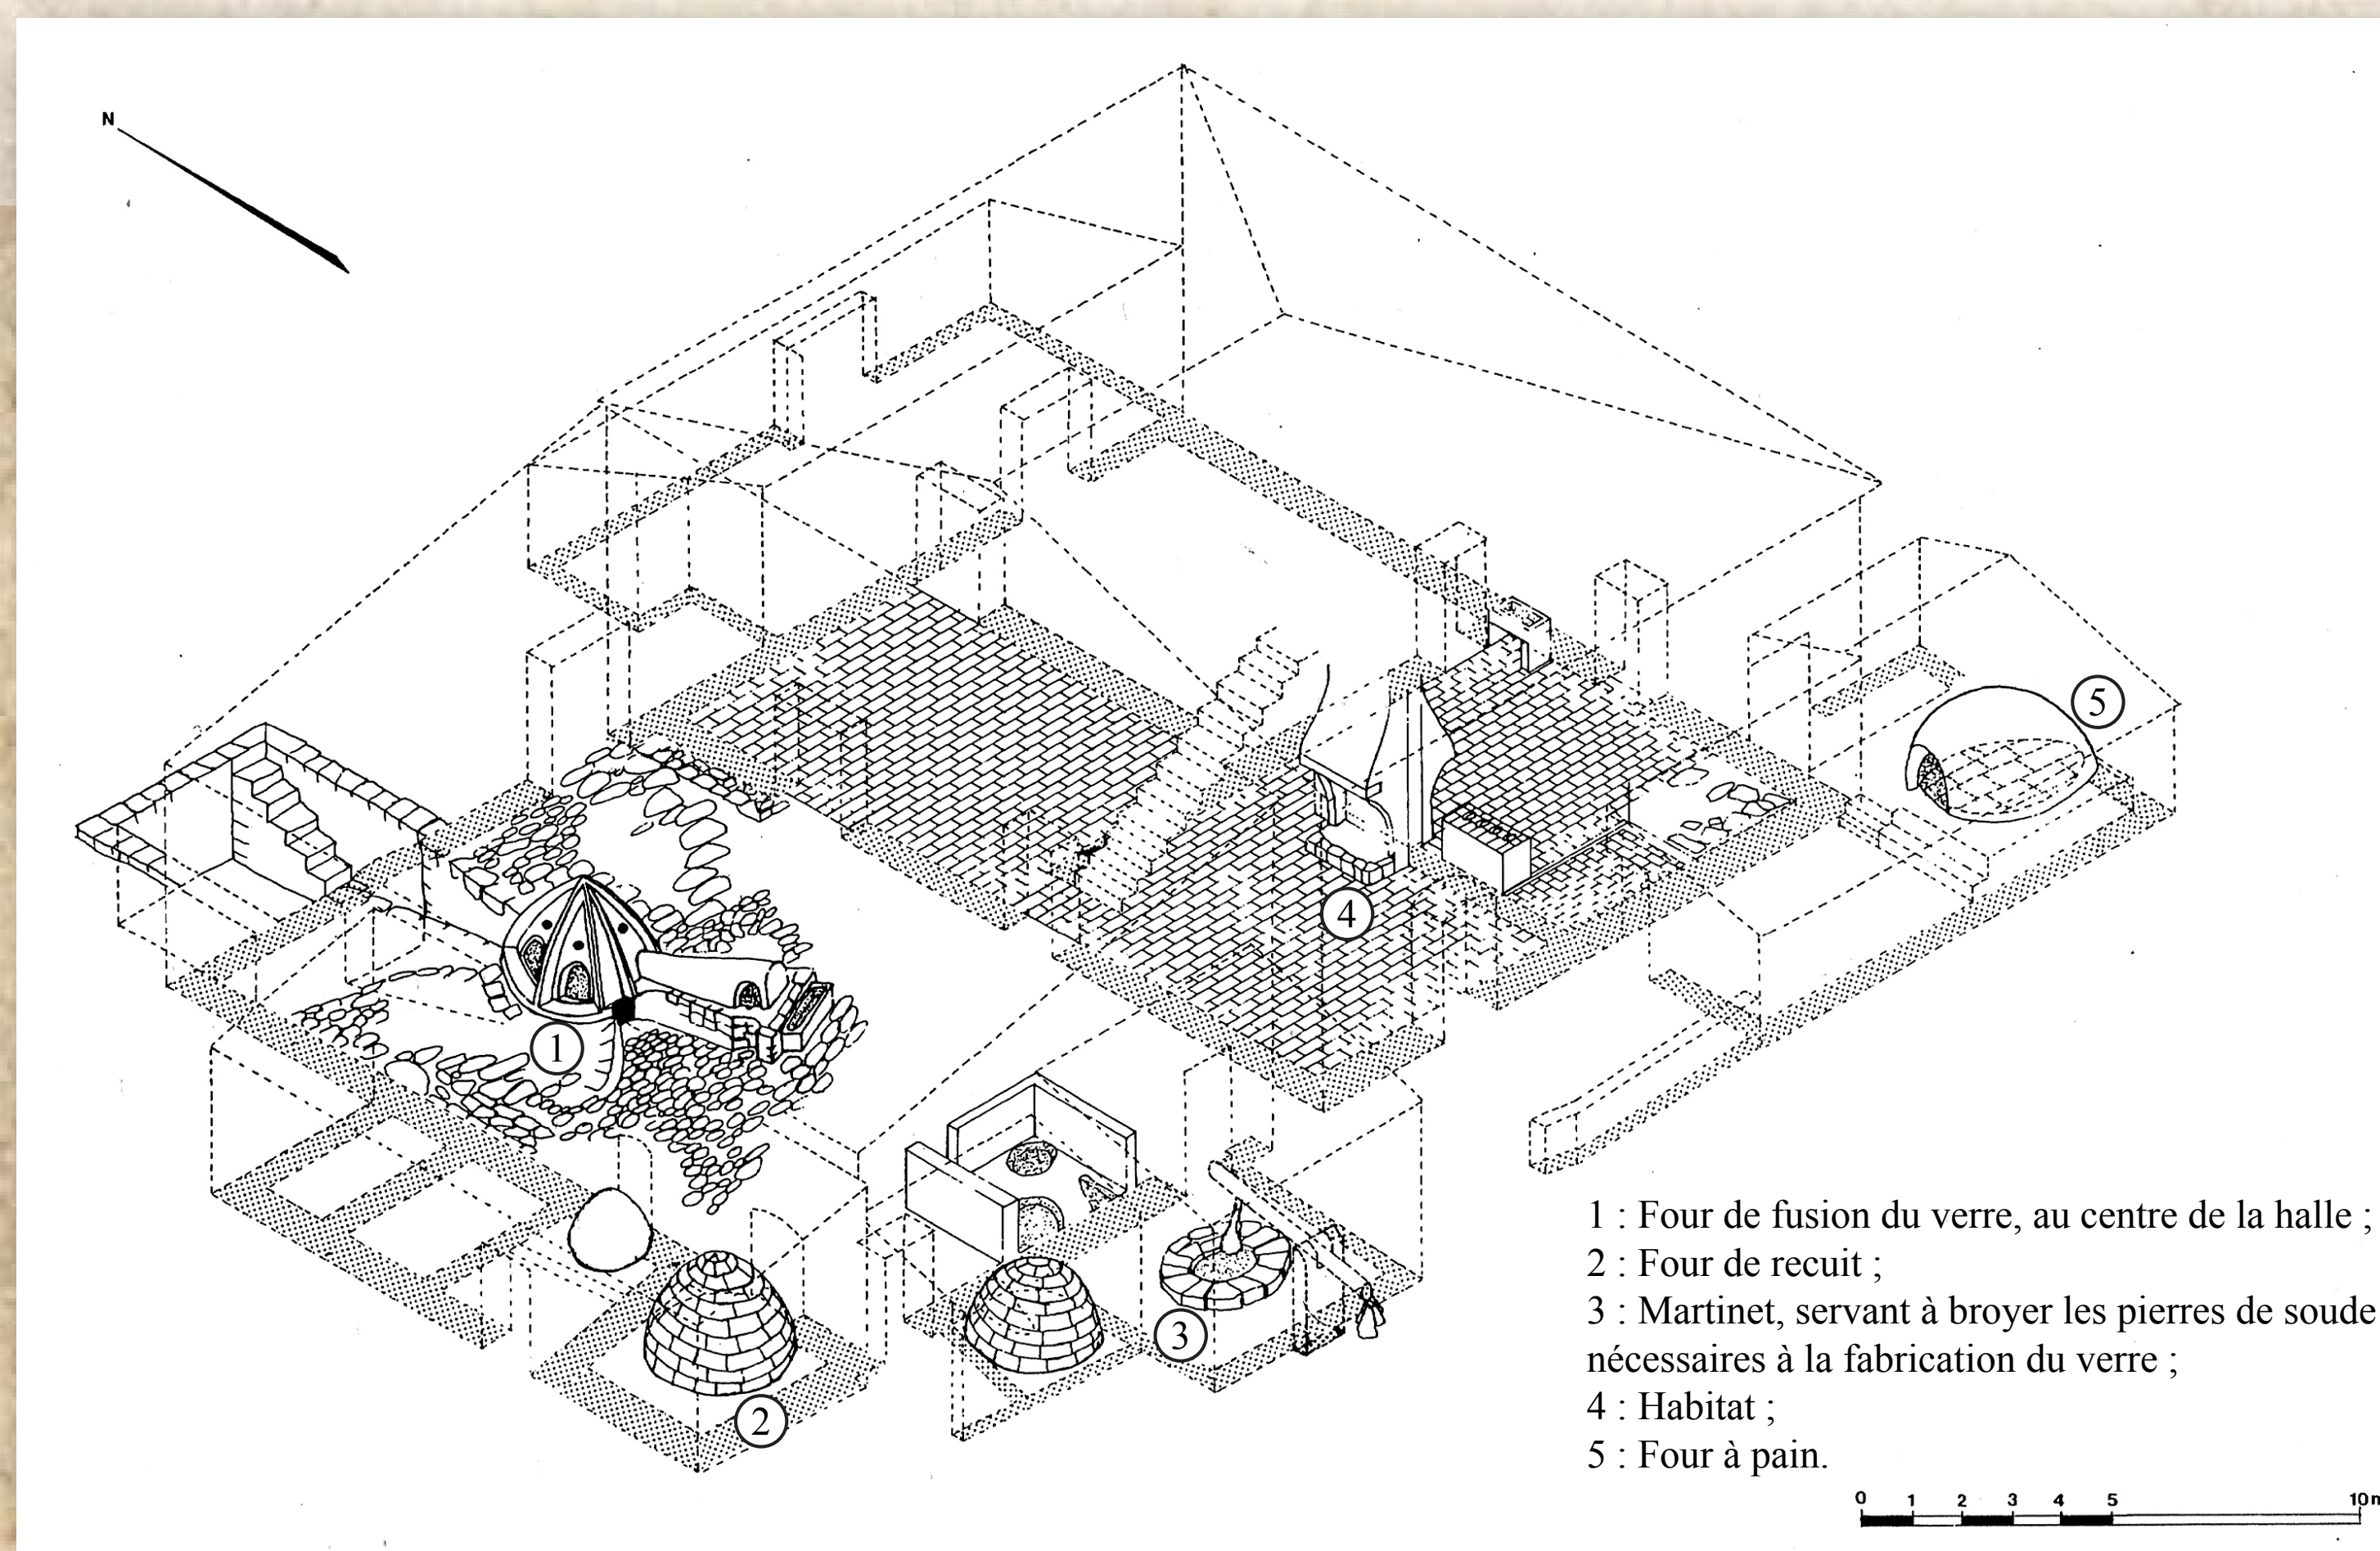 N
5
4
1
3
2
1 : Four de fusion du verre, au centre de la halle ;
2 : Four de recuit ;
3 : Martinet, servant à broyer les pierres de soude
nécessaires à la fabrication du verre ;
4 : Habitat ;
5 : Four à pain.
0 1 2 3 4 5 10m